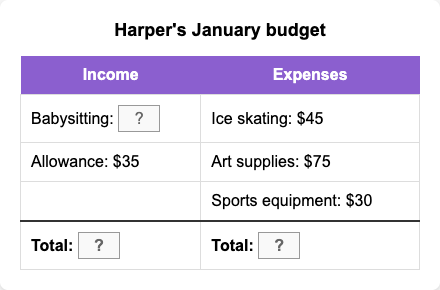 Harper's January budget
Income Expenses
Babysitting: ? Ice skating: $45
Allowance: $35 Art supplies: $75
Sports equipment: $30
Total: ? Total: ?